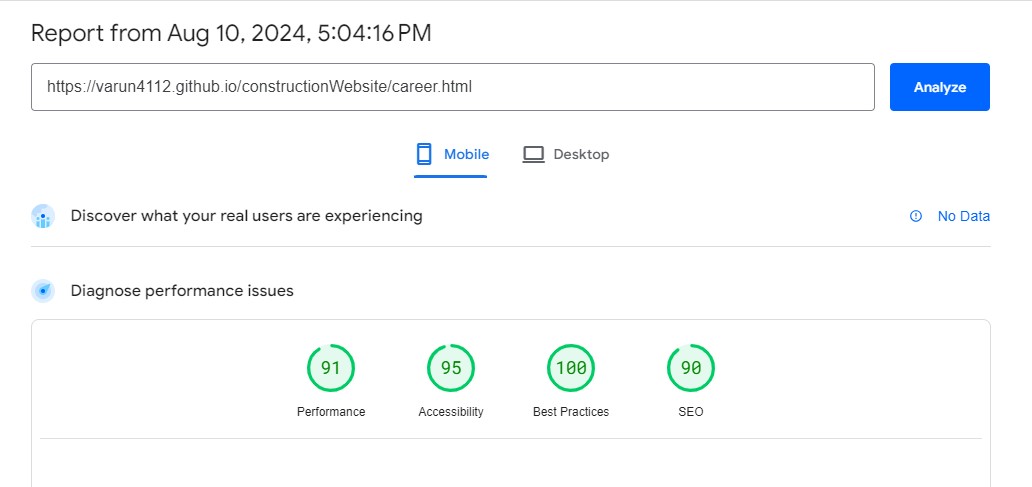 Report from Aug 10, 2024, 5:04:16 PM
https://varun4112.github.io/constructionWebsite/career.html
Analyze
Mobile
Desktop
Discover what your real users are experiencing
No Data
Diagnose performance issues
91
95
100
90
Performance
Accessibility
Best Practices
SEO